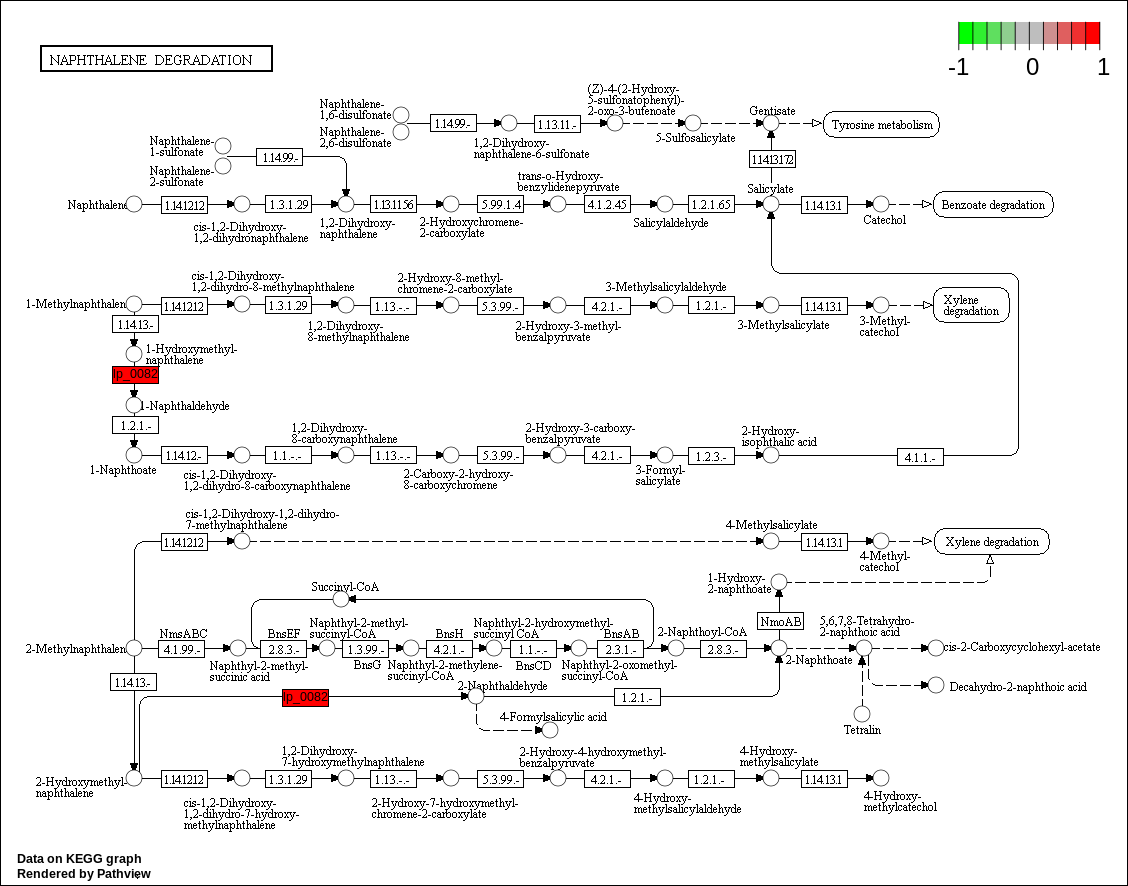 NAPHTHALENE DEGRADATION
-1 0 1
Naphthalene-
1,6-disulfonate
Naphthalene-
2,6-disulfonate
1.14.99.-
1,2-Dihydroxy-
naphthalene-6-sulfonate
1.13.11.-
(Z)-4-(2-Hydroxy-
5-sulfonatophenyl)-
2-oxo-3-butenoate
5-Sulfosalicylate
Gentisate
Tyrosine metabolism
Naphthalene-
1-sulfonate
Naphthalene-
2-sulfonate
1.14.99.-
1.14.13.172
Naphthalene
1.14.12.12
cis-1,2-Dihydroxy-
1,2-dihydronaphthalene
1.3.1.29
1,2-Dihydroxy-
naphthalene
1.13.11.56
2-Hydroxychromene-
2-carboxylate
5.99.1.4
trans-o-Hydroxy-
benzylidenepyruvate
4.1.2.45
Salicylaldehyde
1.2.1.65
Salicylate
1.14.13.1
Catechol
Benzoate degradation
1-Methylnaphthalen
1.14.12.12
cis-1,2-Dihydroxy-
1,2-dihydro-8-methylnaphthalene
1.3.1.29
1,2-Dihydroxy-
8-methylnaphthalene
1.13.-.-
2-Hydroxy-8-methyl-
chromene-2-carboxylate
5.3.99.-
2-Hydroxy-3-methyl-
benzalpyruvate
4.2.1.-
3-Methylsalicylaldehyde
1.2.1.-
3-Methylsalicylate
1.14.13.1
3-Methyl-
catechol
Xylene
degradation
1.14.13.-
1-Hydroxymethyl-
naphthalene
lp_0082
1-Naphthaldehyde
1.2.1.-
1-Naphthoate
1.14.12.-
cis-1,2-Dihydroxy-
1,2-dihydro-8-carboxynaphthalene
1.1.-.-
1,2-Dihydroxy-
8-carboxynaphthalene
1.13.-.-
2-Carboxy-2-hydroxy-
8-carboxychromene
5.3.99.-
2-Hydroxy-3-carboxy-
benzalpyruvate
4.2.1.-
3-Formyl-
salicylate
1.2.3.-
2-Hydroxy-
isophthalic acid
4.1.1.-
cis-1,2-Dihydroxy-1,2-dihydro-
7-methylnaphthalene
1.14.12.12
4-Methylsalicylate
1.14.13.1
4-Methyl-
catechol
Xylene degradation
Succinyl-CoA
1-Hydroxy-
2-naphthoate
NmoAB
2-Methylnaphthalen
NmsABC
4.1.99.-
Naphthyl-2-methyl-
succinic acid
BnsEF
2.8.3.-
Naphthyl-2-methyl-
succinyl-CoA
1.3.99.-
BnsG
Naphthyl-2-methylene-
succinyl-CoA
BnsH
4.2.1.-
Naphthyl-2-hydroxymethyl-
succinyl CoA
1.1.-.-
BnsCD
Naphthyl-2-oxomethyl-
succinyl-CoA
BnsAB
2.3.1.-
2-Naphthoyl-CoA
2.8.3.-
2-Naphthoate
5,6,7,8-Tetrahydro-
2-naphthoic acid
cis-2-Carboxycyclohexyl-acetate
Decahydro-2-naphthoic acid
Tetralin
1.14.13.-
lp_0082
2-Naphthaldehyde
1.2.1.-
4-Formylsalicylic acid
2-Hydroxymethyl-
naphthalene
1.14.12.12
cis-1,2-Dihydroxy-
1,2-dihydro-7-hydroxy-
methylnaphthalene
1.3.1.29
1,2-Dihydroxy-
7-hydroxymethylnaphthalene
1.13.-.-
2-Hydroxy-7-hydroxymethyl-
chromene-2-carboxylate
5.3.99.-
2-Hydroxy-4-hydroxymethyl-
benzalpyruvate
4.2.1.-
4-Hydroxy-
methylsalicylaldehyde
1.2.1.-
4-Hydroxy-
methylsalicylate
1.14.13.1
4-Hydroxy-
methylcatechol
Data on KEGG graph
Rendered by Pathview